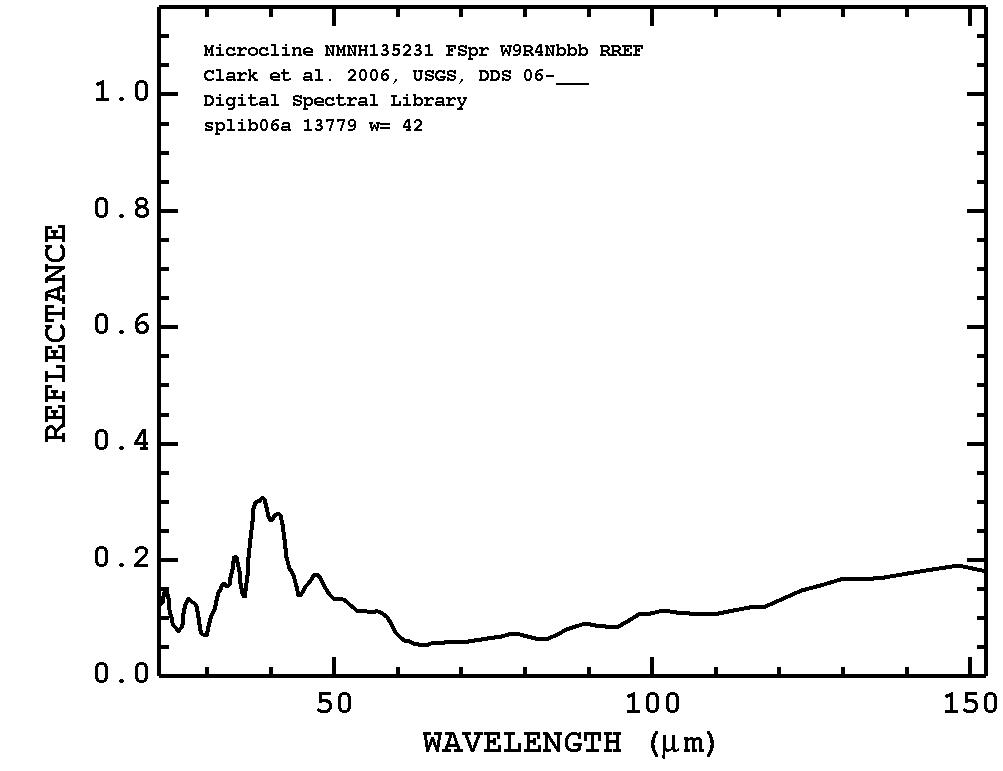 Microcline NMNH135231 FSpr W9R4Nbbb RREF
Clark et al. 2006, USGS, DDS 06-___
Digital Spectral Library
splib06a 13779 w= 42
1.0
0.8
0.6
0.4
0.2
0.0
REFLECTANCE
50 100 150
WAVELENGTH (μm)